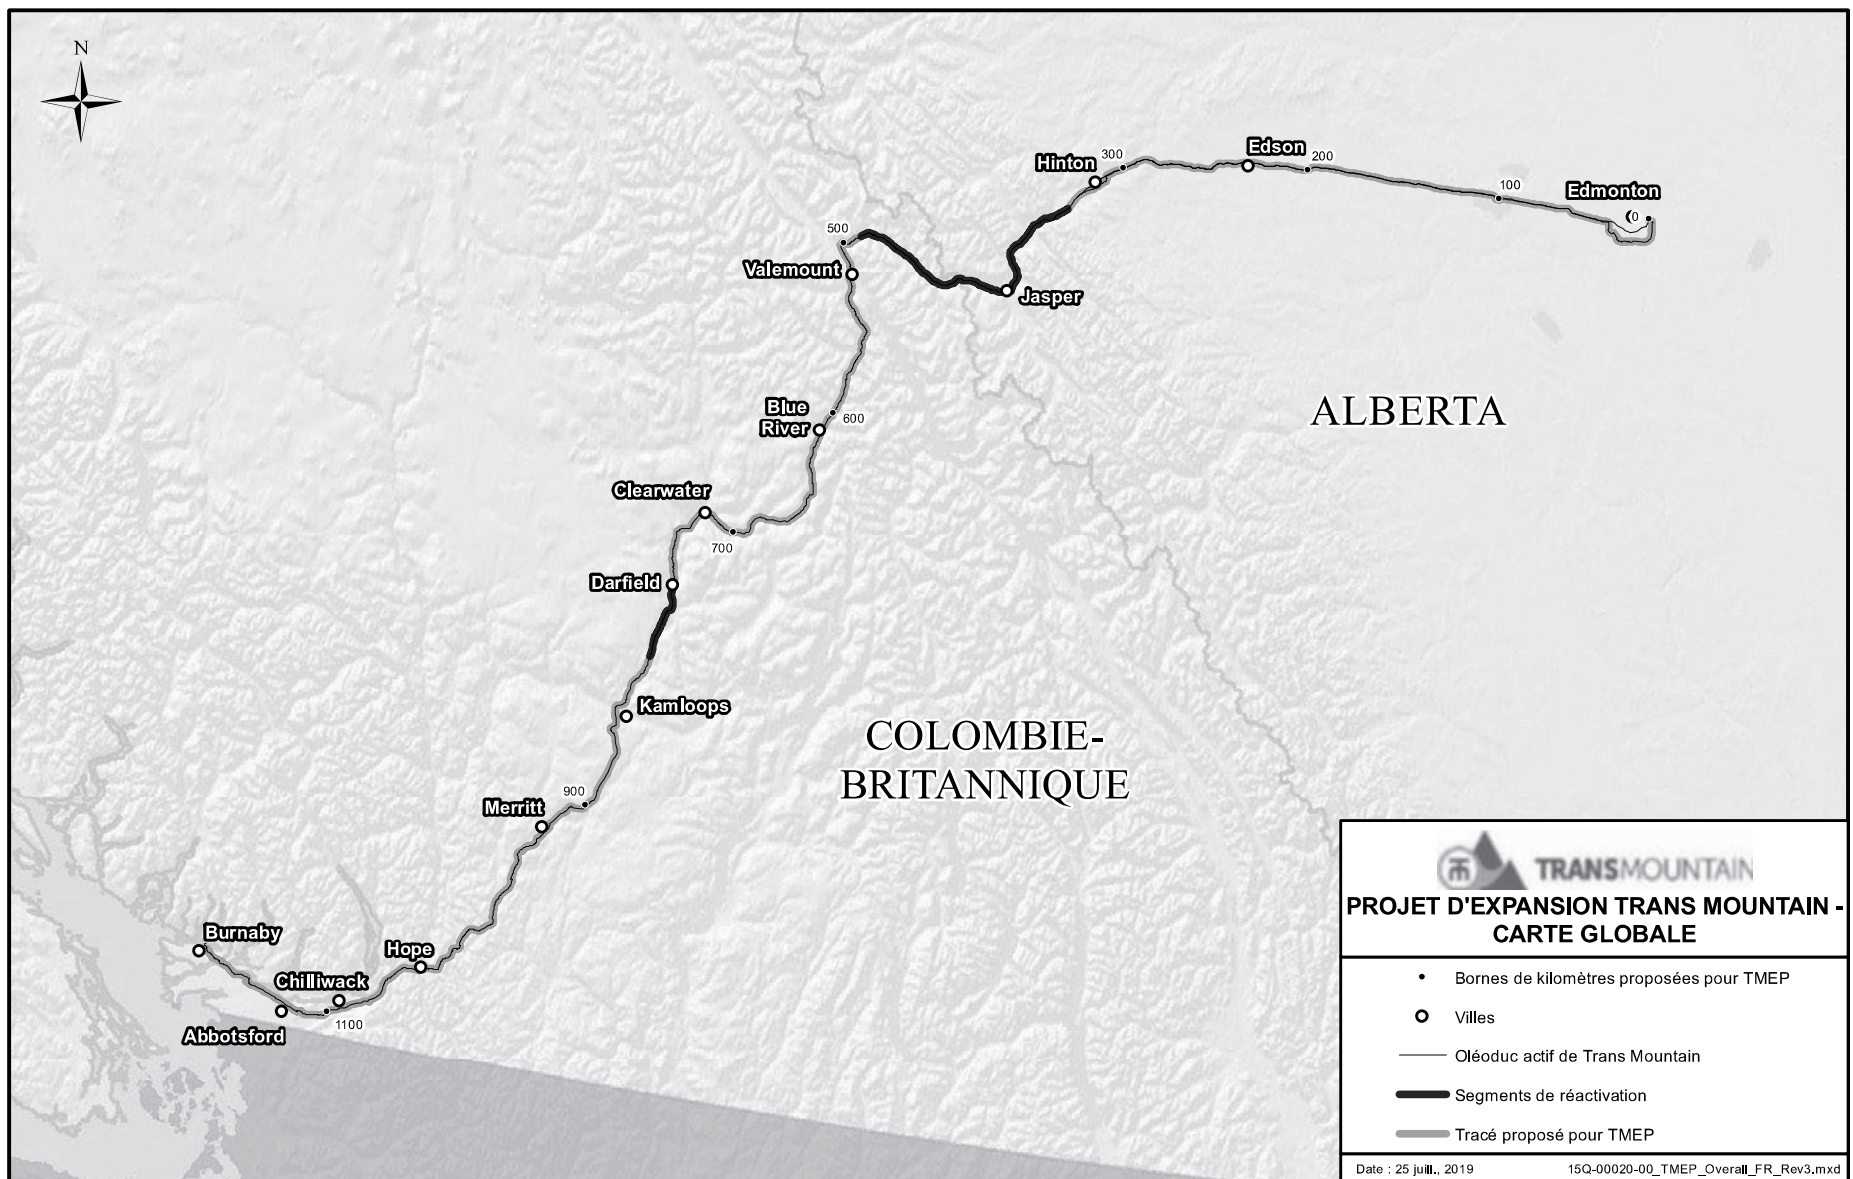 N
Hinton
300
Edson
200
100
Edmonton
0
500
Valemount
Jasper
Blue
River
600
ALBERTA
Clearwater
700
Darfield
Kamloops
COLOMBIE-
BRITANNIQUE
900
Merritt
Burnaby
Hope
Chilliwack
Abbotsford
1100
TRANSMOUNTAIN
PROJET D'EXPANSION TRANS MOUNTAIN -
CARTE GLOBALE
Bornes de kilomètres proposées pour TMEP
Villes
Oléoduc actif de Trans Mountain
Segments de réactivation
Tracé proposé pour TMEP
Date : 25 juill., 2019
15Q-00020-00_TMEP_Overall_FR_Rev3.mxd